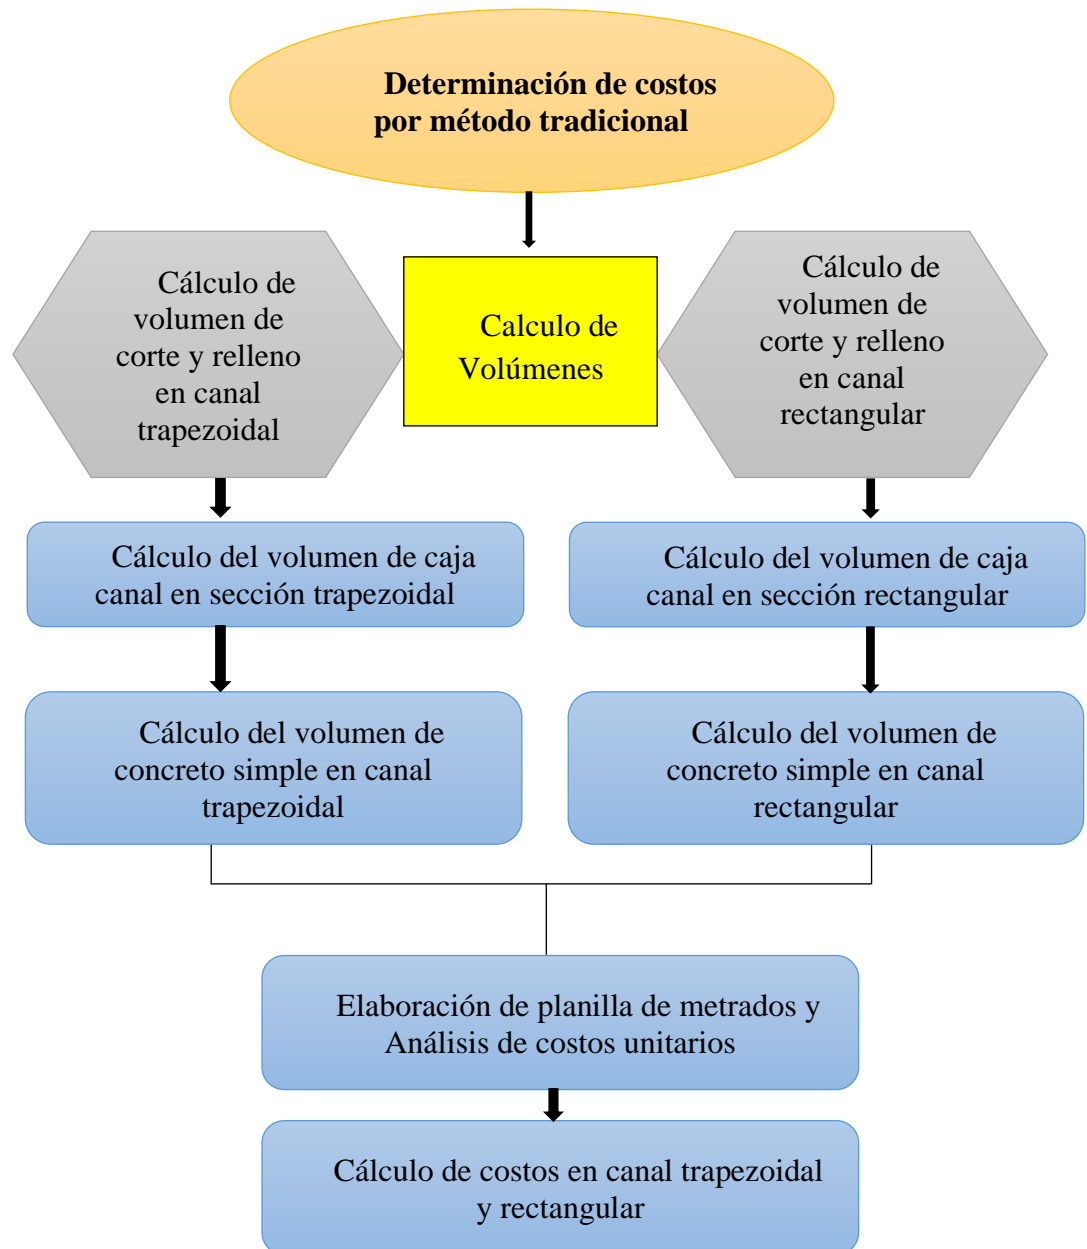 Determinación de costos
por método tradicional
Cálculo de
volumen de
corte y relleno
en canal
trapezoidal
Calculo de
Volúmenes
Cálculo de
volumen de
corte y relleno
en canal
rectangular
Cálculo del volumen de caja
canal en sección trapezoidal
Cálculo del volumen de caja
canal en sección rectangular
Cálculo del volumen de
concreto simple en canal
trapezoidal
Cálculo del volumen de
concreto simple en canal
rectangular
Elaboración de planilla de metrados y
Análisis de costos unitarios
Cálculo de costos en canal trapezoidal
y rectangular